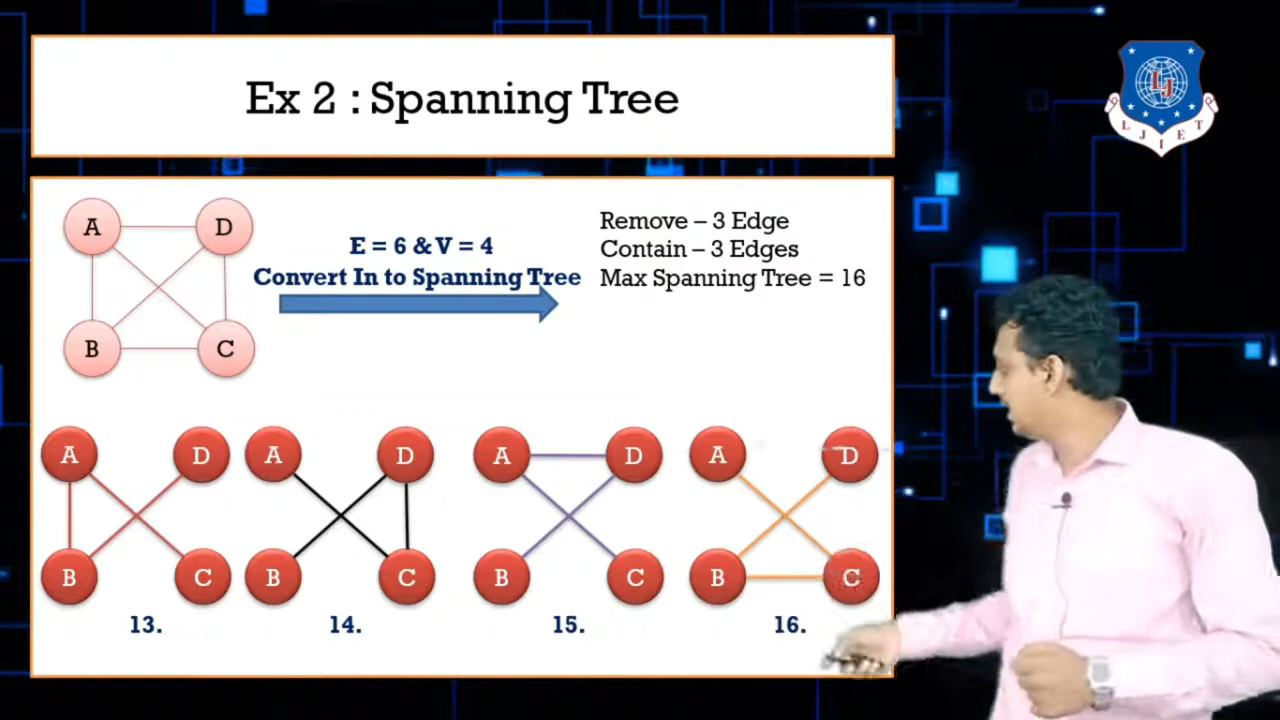 Ex 2 : Spanning Tree
L J I E T
LJ
A D
B C
E = 6 & V = 4
Convert In to Spanning Tree
Remove – 3 Edge
Contain – 3 Edges
Max Spanning Tree = 16
A D A D A D A D
B C B C B C B C
13. 14. 15. 16.